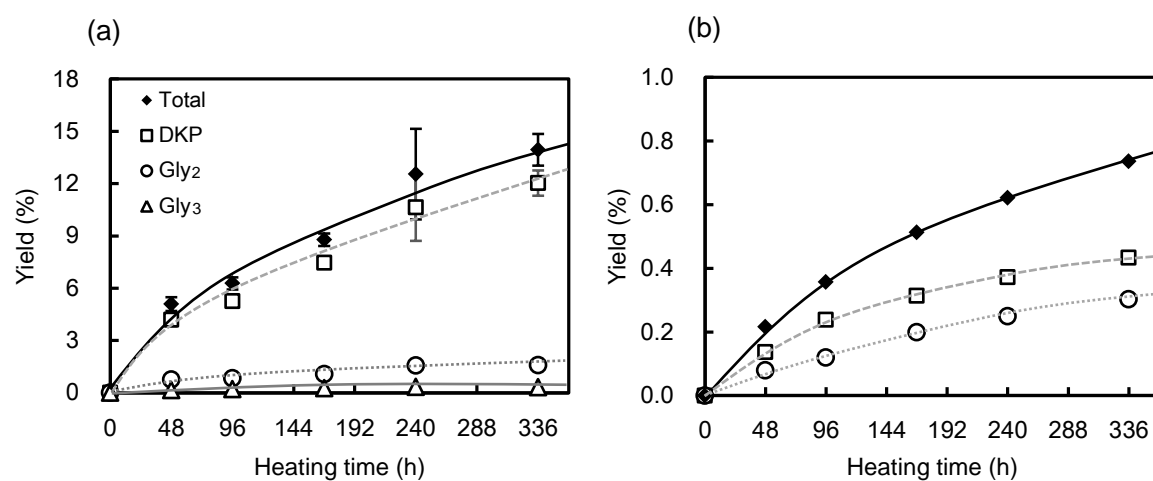 (a)
Yield (%)
18
15
12
9
6
3
0
Total
DKP
Gly2
Gly3
0 48 96 144 192 240 288 336
Heating time (h)
(b)
Yield (%)
1.0
0.8
0.6
0.4
0.2
0.0
0 48 96 144 192 240 288 336
Heating time (h)